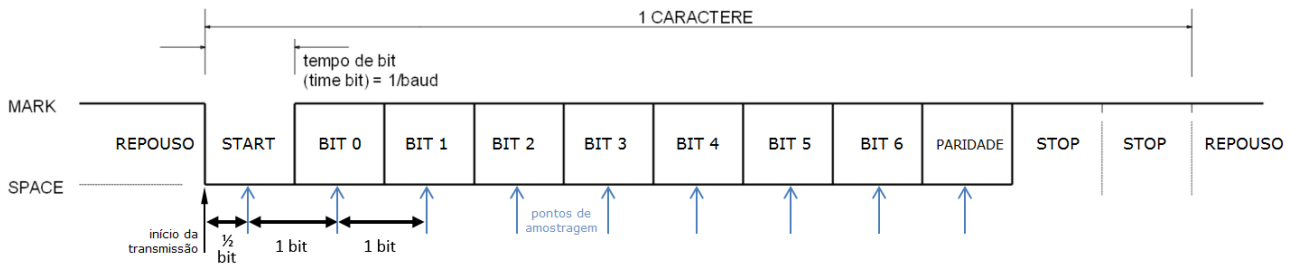 1 CARACTERE
tempo de bit
(time bit) = 1/baud
MARK
REPOUSO START BIT 0 BIT 1 BIT 2 BIT 3 BIT 4 BIT 5 BIT 6 PARIDADE STOP STOP REPOUSO
SPACE
início da
transmissão
½
bit
1 bit
1 bit
pontos de
amostragem